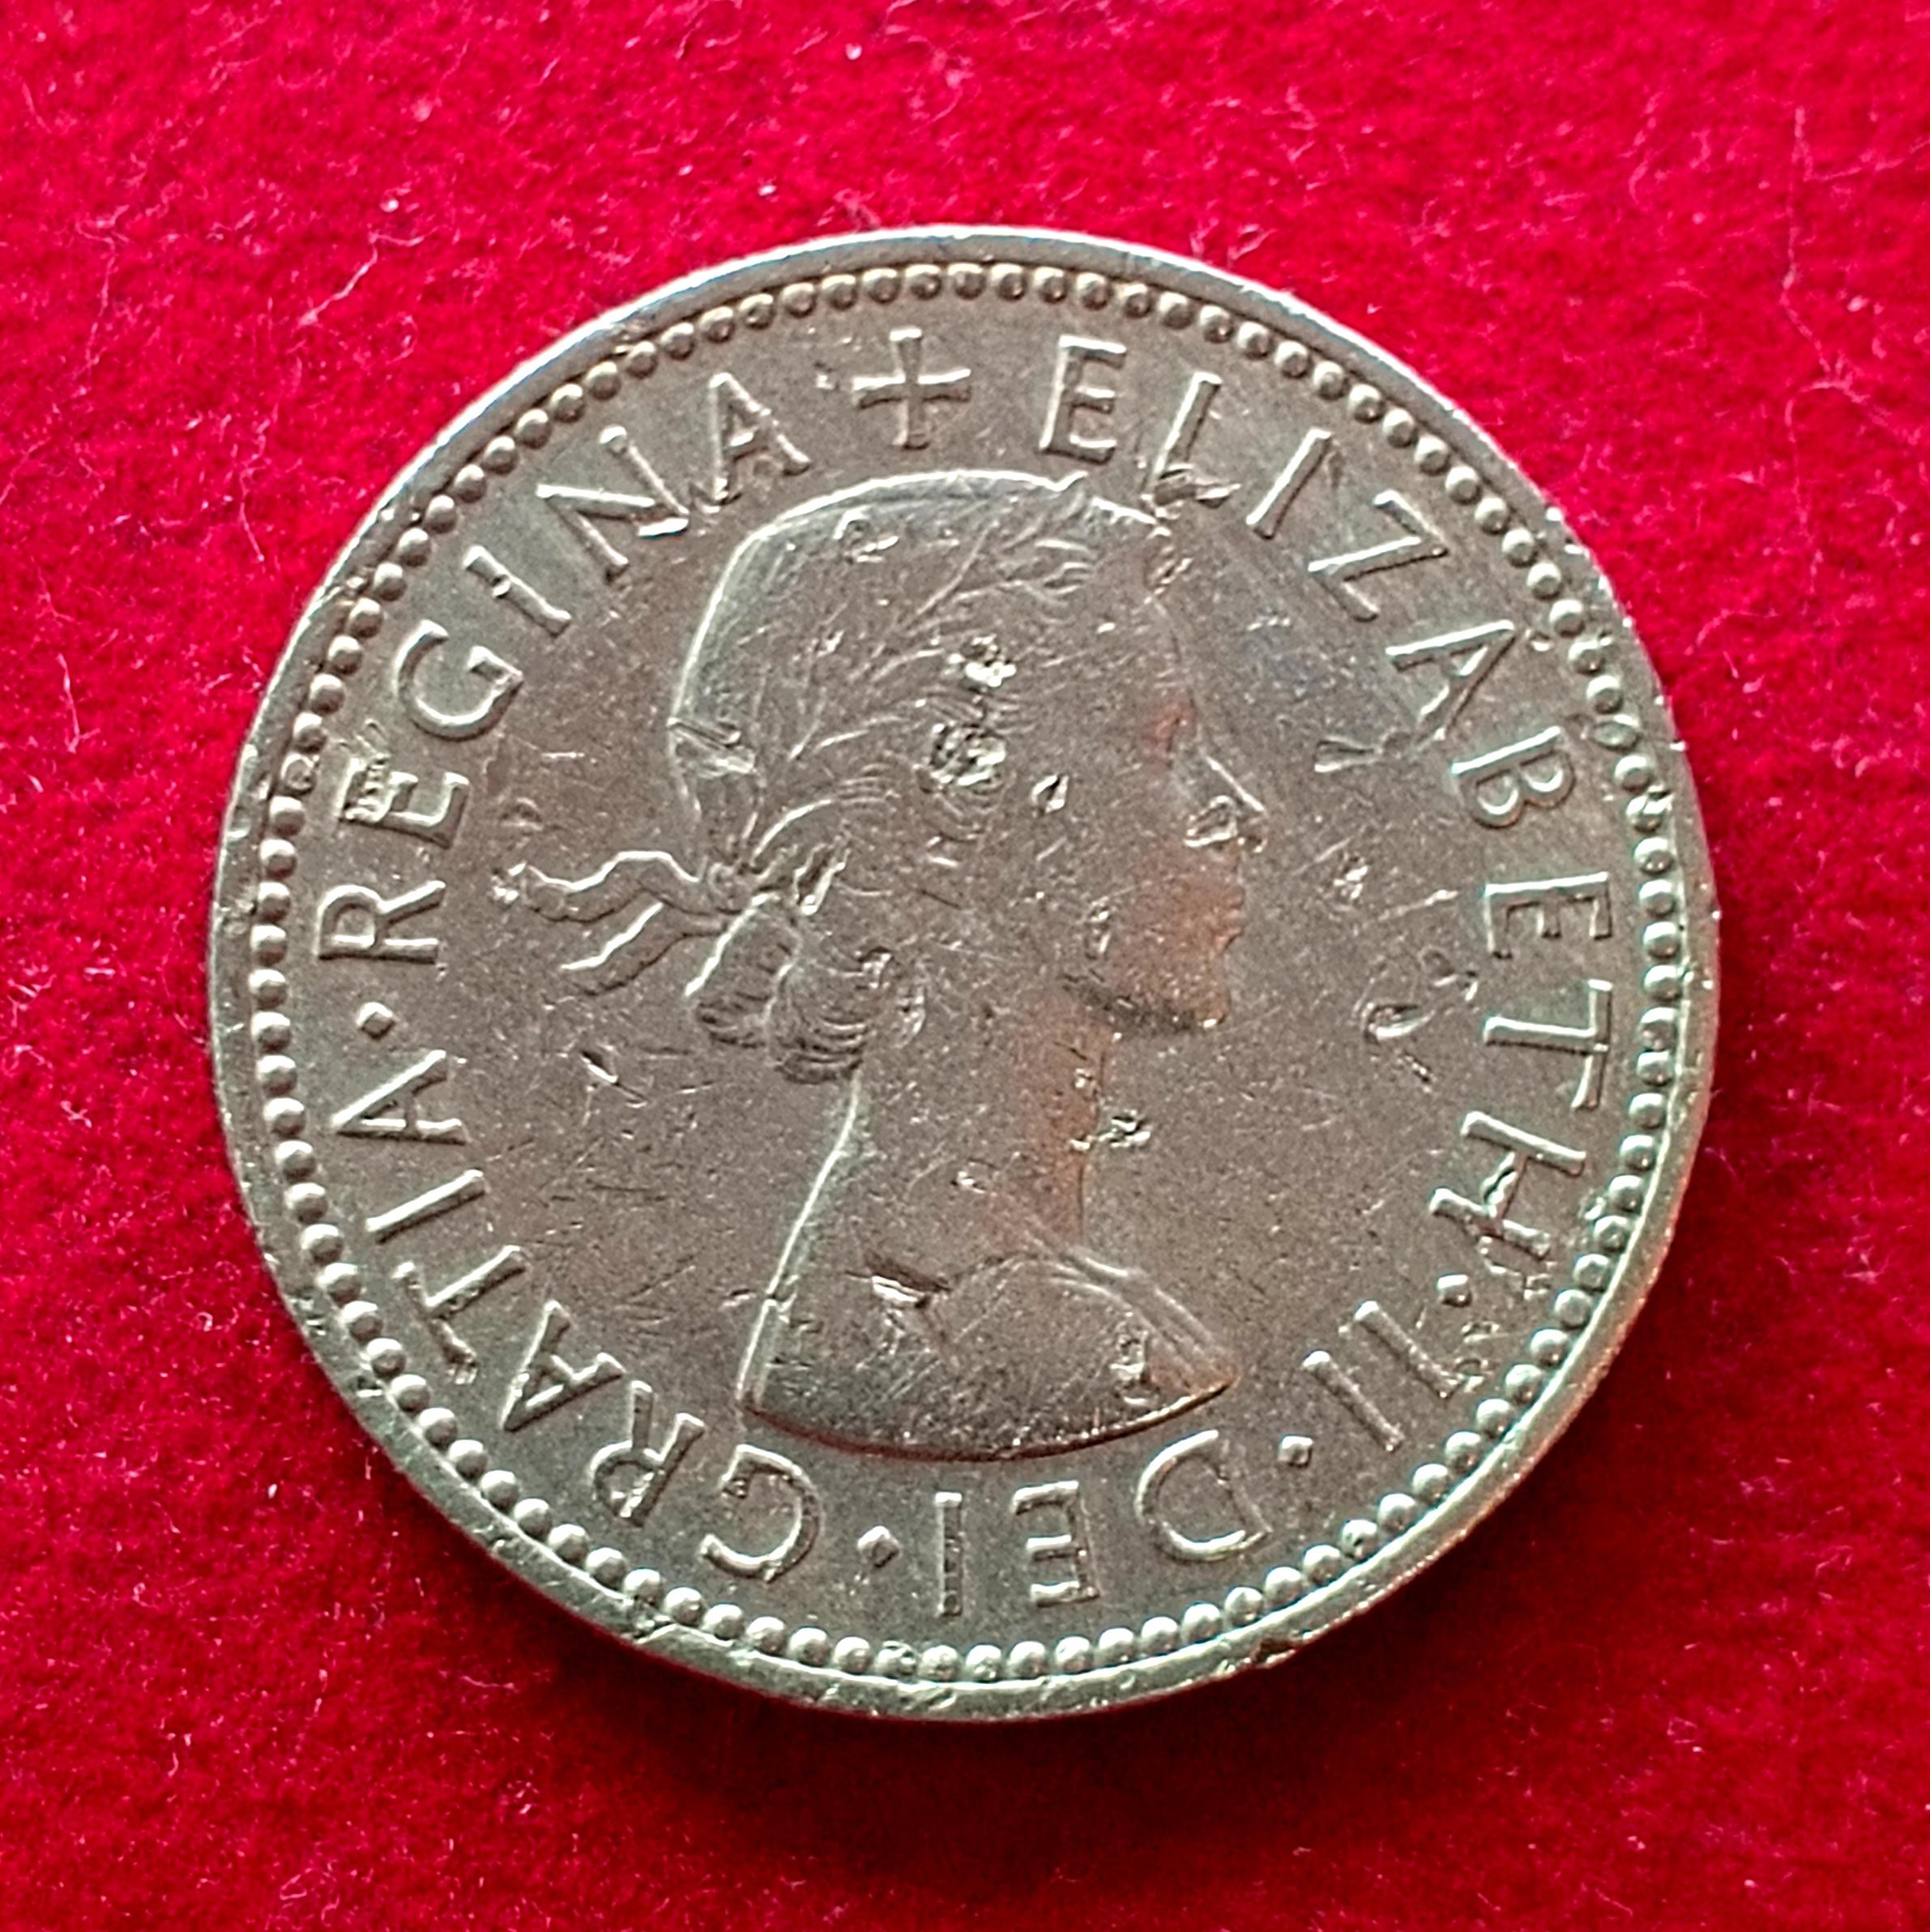 + ELIZABETH · II · DEI · GRATIA · REGINA